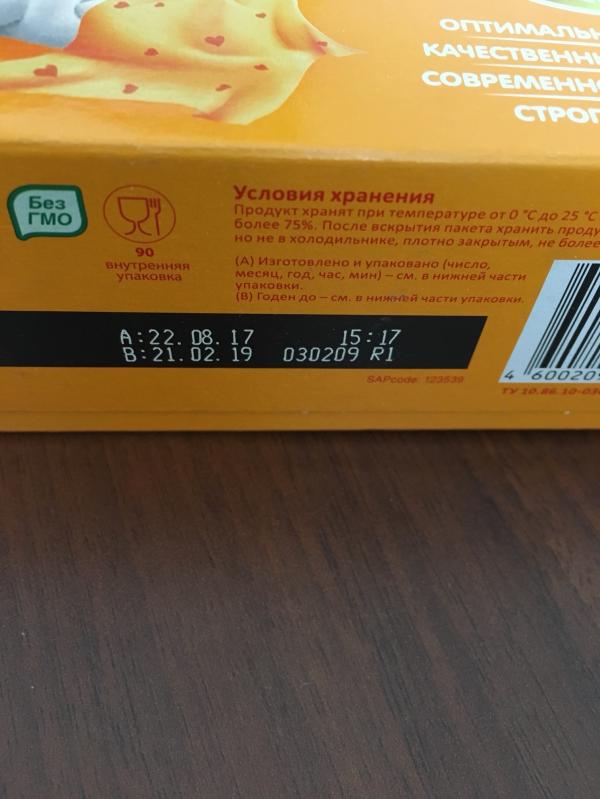 ОПТИМАЛЬН
КАЧЕСТВЕНН
СОВРЕМЕНН
СТРОГ
Без
ГМО
90
внутренняя
упаковка
Условия хранения
Продукт хранят при температуре от 0 °С до 25 °С
более 75%. После вскрытия пакета хранить проду
но не в холодильнике, плотно закрытым, не более
(А) Изготовлено и упаковано (число,
месяц, год, час, мин) – см. в нижней части
упаковки.
(В) Годен до – см. в нижней части упаковки.
A:22.08.17 15:17
B:21.02.19 030209 R1
SAPcode: 123539
4 600209
ТУ 10.86.10-030